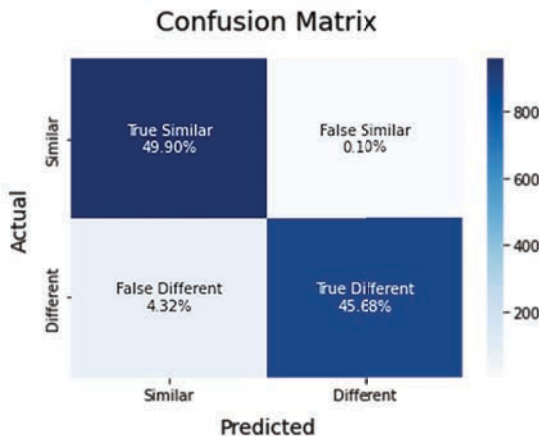 Confusion Matrix
True Similar
49.90%
False Similar
0.10%
False Different
4.32%
True Different
45.68%
Actual
Similar
Different
Similar
Different
Predicted
800
600
400
200